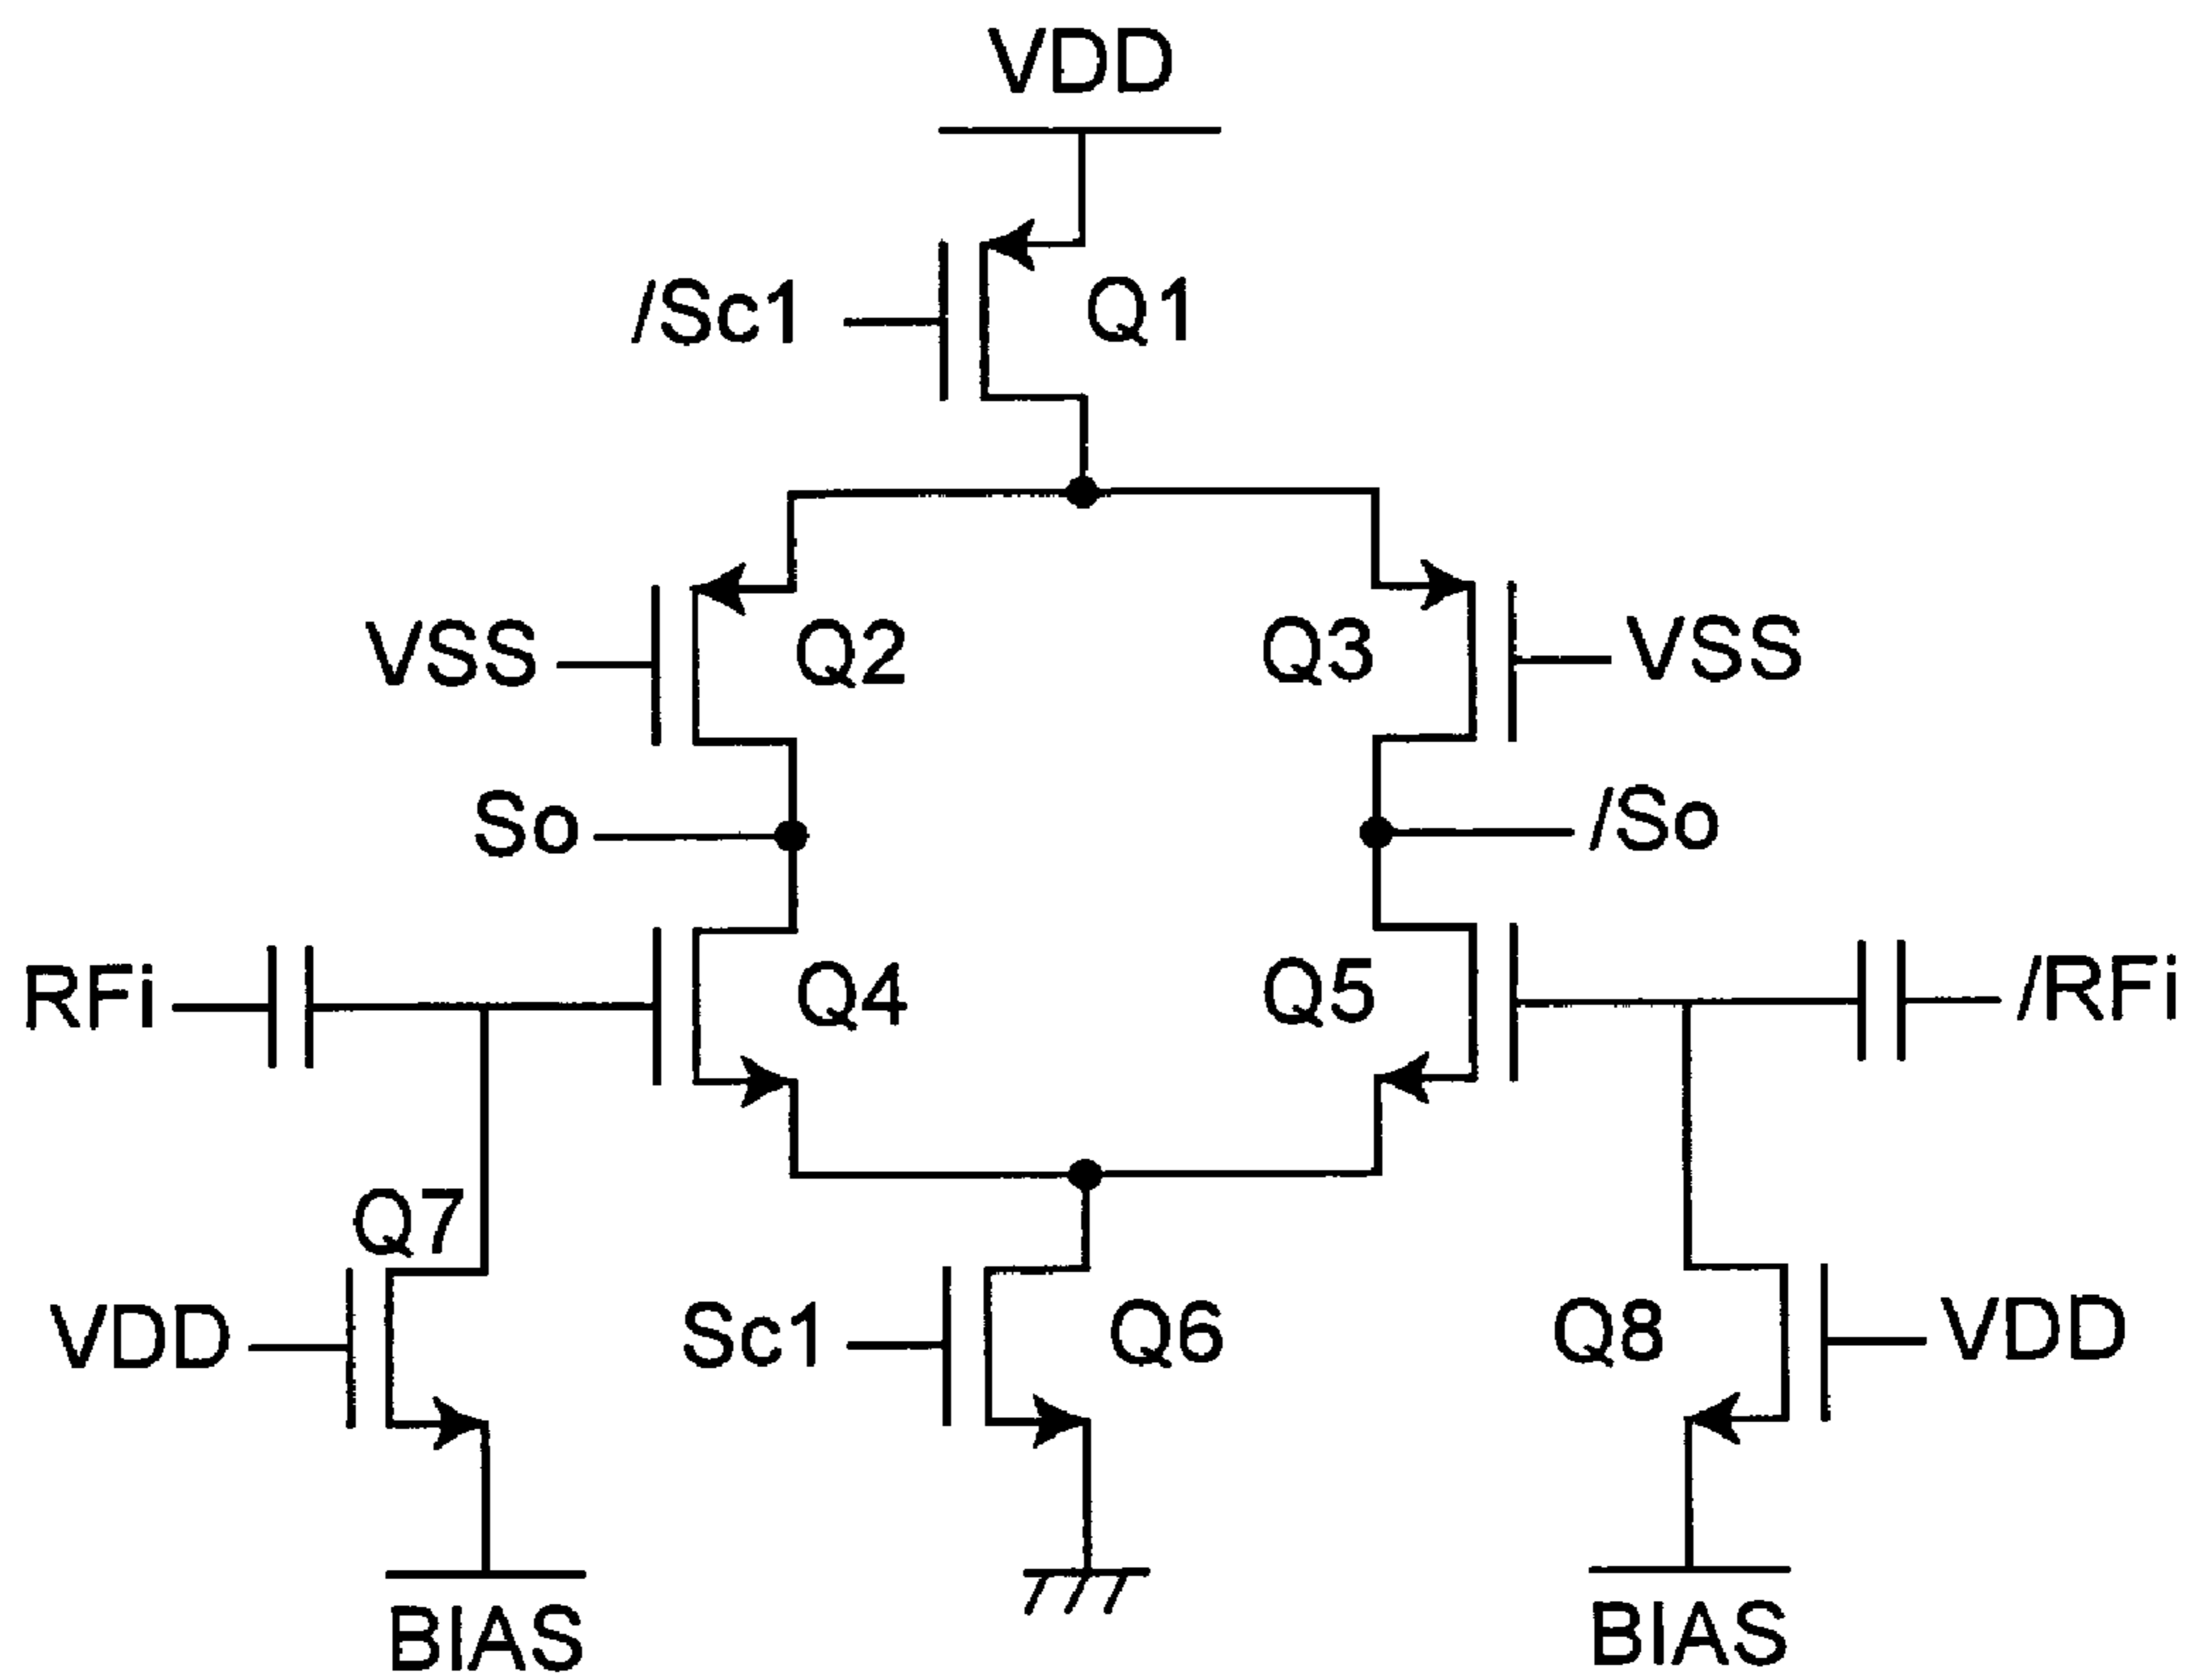 VDD
/Sc1
Q1
VSS
Q2
Q3
VSS
So
/So
RFi
Q4
Q5
/RFi
Q7
VDD
Sc1
Q6
Q8
VDD
BIAS
BIAS